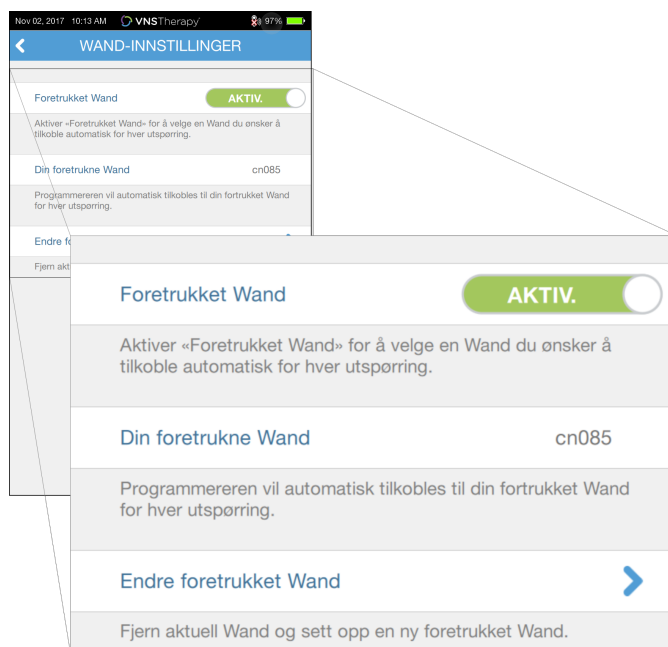 Nov 02, 2017 10:13 AM VNSTherapy 97%
WAND-INNSTILLINGER
Foretrukket Wand AKTIV.
Aktiver «Foretrukket Wand» for å velge en Wand du ønsker å
tilkoble automatisk for hver utspørring.
Din foretrukne Wand cn085
Programmereren vil automatisk tilkobles til din fortrukket Wand
for hver utspørring.
Endre fo
Fjern akt
Foretrukket Wand AKTIV.
Aktiver «Foretrukket Wand» for å velge en Wand du ønsker å
tilkoble automatisk for hver utspørring.
Din foretrukne Wand cn085
Programmereren vil automatisk tilkobles til din fortrukket Wand
for hver utspørring.
Endre foretrukket Wand
Fjern aktuell Wand og sett opp en ny foretrukket Wand.